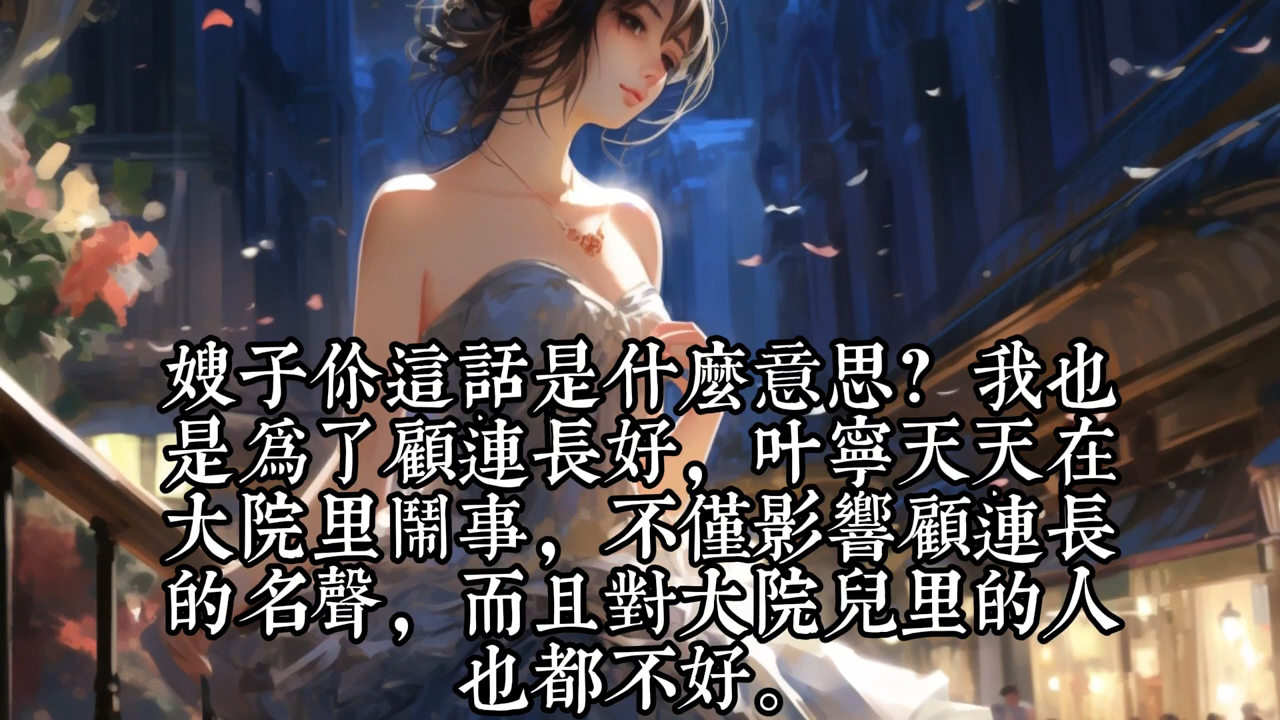 嫂子伱這話是什麽意思？我也
是爲了顧連長好，叶寧天天在
大院里鬧事，不僅影響顧連長
的名聲，而且對大院兒里的人
也都不好。